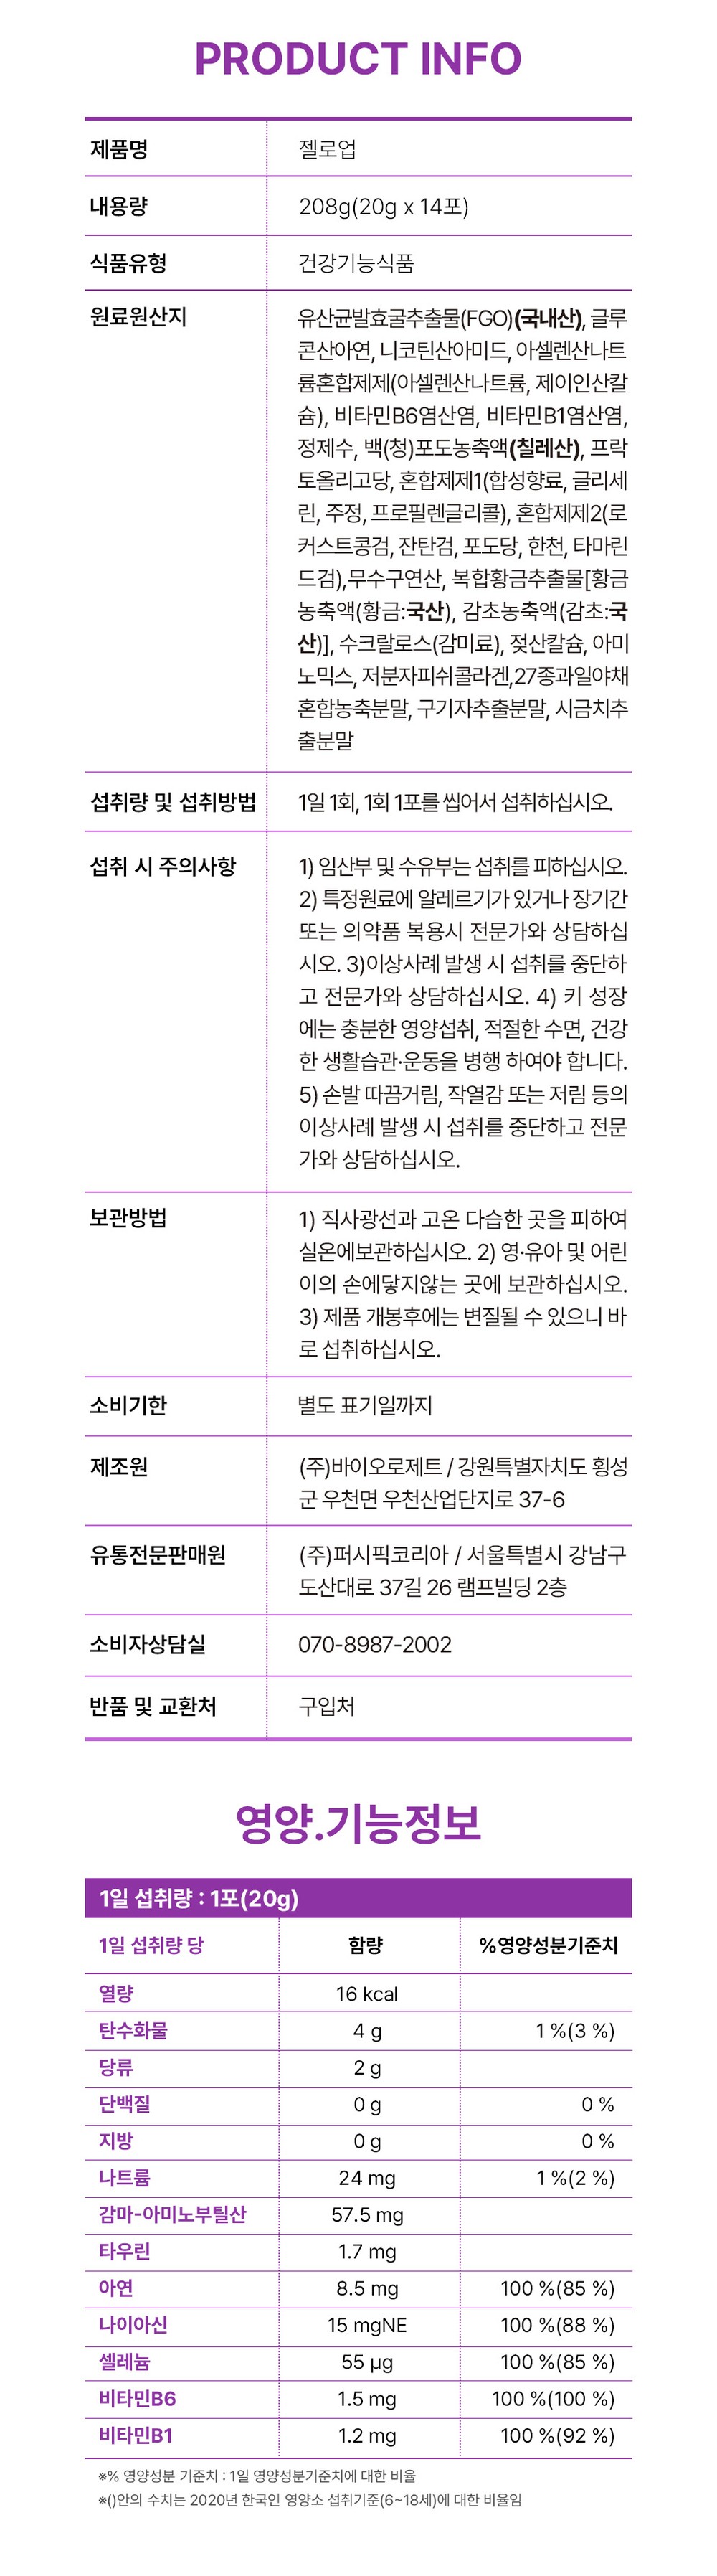 PRODUCT INFO
제품명
젤로업
내용량
208g(20g x 14포)
식품유형
건강기능식품
원료원산지
유산균발효굴추출물(FGO)(국내산), 글루
콘산아연, 니코틴산아미드, 아셀렌산나트
륨혼합제제(아셀렌산나트륨, 제이인산칼
슘), 비타민B6염산염, 비타민B1염산염,
정제수, 백(청)포도농축액(칠레산), 프락
토올리고당, 혼합제제1(합성향료, 글리세
린, 주정, 프로필렌글리콜), 혼합제제2(로
커스트콩검, 잔탄검, 포도당, 한천, 타마린
드검),무수구연산, 복합황금추출물[황금
농축액(황금:국산), 감초농축액(감초:국
산)], 수크랄로스(감미료), 젖산칼슘, 아미
노믹스, 저분자피쉬콜라겐,27종과일야채
혼합농축분말, 구기자추출분말, 시금치추
출분말
섭취량 및 섭취방법
1일 1회, 1회 1포를 씹어서 섭취하십시오.
섭취 시 주의사항
1) 임산부 및 수유부는 섭취를 피하십시오.
2) 특정원료에 알레르기가 있거나 장기간
또는 의약품 복용시 전문가와 상담하십
시오. 3)이상사례 발생 시 섭취를 중단하
고 전문가와 상담하십시오. 4) 키 성장
에는 충분한 영양섭취, 적절한 수면, 건강
한 생활습관·운동을 병행 하여야 합니다.
5) 손발 따끔거림, 작열감 또는 저림 등의
이상사례 발생 시 섭취를 중단하고 전문
가와 상담하십시오.
보관방법
1) 직사광선과 고온 다습한 곳을 피하여
실온에보관하십시오. 2) 영·유아 및 어린
이의 손에닿지않는 곳에 보관하십시오.
3) 제품 개봉후에는 변질될 수 있으니 바
로 섭취하십시오.
소비기한
별도 표기일까지
제조원
(주)바이오로제트 / 강원특별자치도 횡성
군 우천면 우천산업단지로 37-6
유통전문판매원
(주)퍼시픽코리아 / 서울특별시 강남구
도산대로 37길 26 램프빌딩 2층
소비자상담실
070-8987-2002
반품 및 교환처
구입처
영양.기능정보
1일 섭취량 : 1포(20g)
1일 섭취량 당 함량 %영양성분기준치
열량 16 kcal
탄수화물 4 g 1 %(3 %)
당류 2 g
단백질 0 g 0 %
지방 0 g 0 %
나트륨 24 mg 1 %(2 %)
감마-아미노부틸산 57.5 mg
타우린 1.7 mg
아연 8.5 mg 100 %(85 %)
나이아신 15 mgNE 100 %(88 %)
셀레늄 55 μg 100 %(85 %)
비타민B6 1.5 mg 100 %(100 %)
비타민B1 1.2 mg 100 %(92 %)
※% 영양성분 기준치 : 1일 영양성분기준치에 대한 비율
※()안의 수치는 2020년 한국인 영양소 섭취기준(6~18세)에 대한 비율임